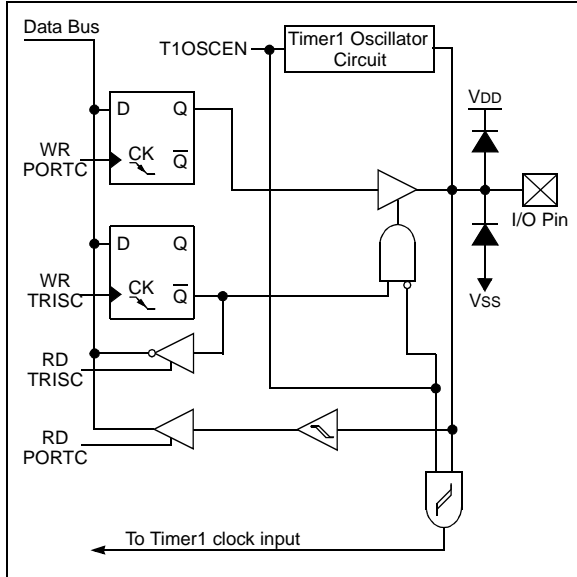 Data Bus
T1OSCEN
Timer1 Oscillator
Circuit
VDD
D Q
WR
PORTC
CK
Q
I/O Pin
D Q
WR
TRISC
CK
Q
VSS
RD
TRISC
RD
PORTC
To Timer1 clock input